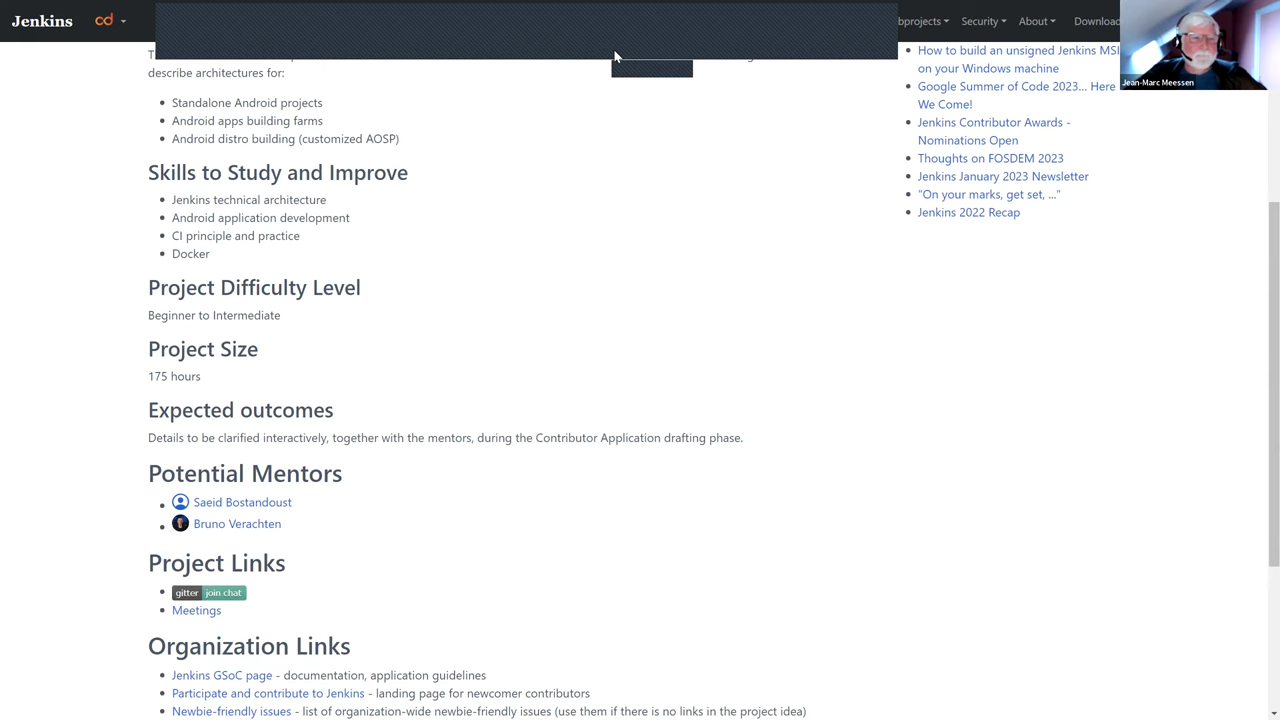 Jenkins
cd
bprojects
Security
About
Download
describe architectures for:
Standalone Android projects
Android apps building farms
Android distro building (customized AOSP)
Skills to Study and Improve
Jenkins technical architecture
Android application development
CI principle and practice
Docker
Project Difficulty Level
Beginner to Intermediate
Project Size
175 hours
Expected outcomes
Details to be clarified interactively, together with the mentors, during the Contributor Application drafting phase.
Potential Mentors
Saeid Bostandoust
Bruno Verachten
Project Links
gitter join chat
Meetings
Organization Links
Jenkins GSoC page - documentation, application guidelines
Participate and contribute to Jenkins - landing page for newcomer contributors
Newbie-friendly issues - list of organization-wide newbie-friendly issues (use them if there is no links in the project idea)
How to build an unsigned Jenkins MSI
on your Windows machine
Google Summer of Code 2023... Here
We Come!
Jenkins Contributor Awards -
Nominations Open
Thoughts on FOSDEM 2023
Jenkins January 2023 Newsletter
"On your marks, get set, ..."
Jenkins 2022 Recap
Jean-Marc Meessen